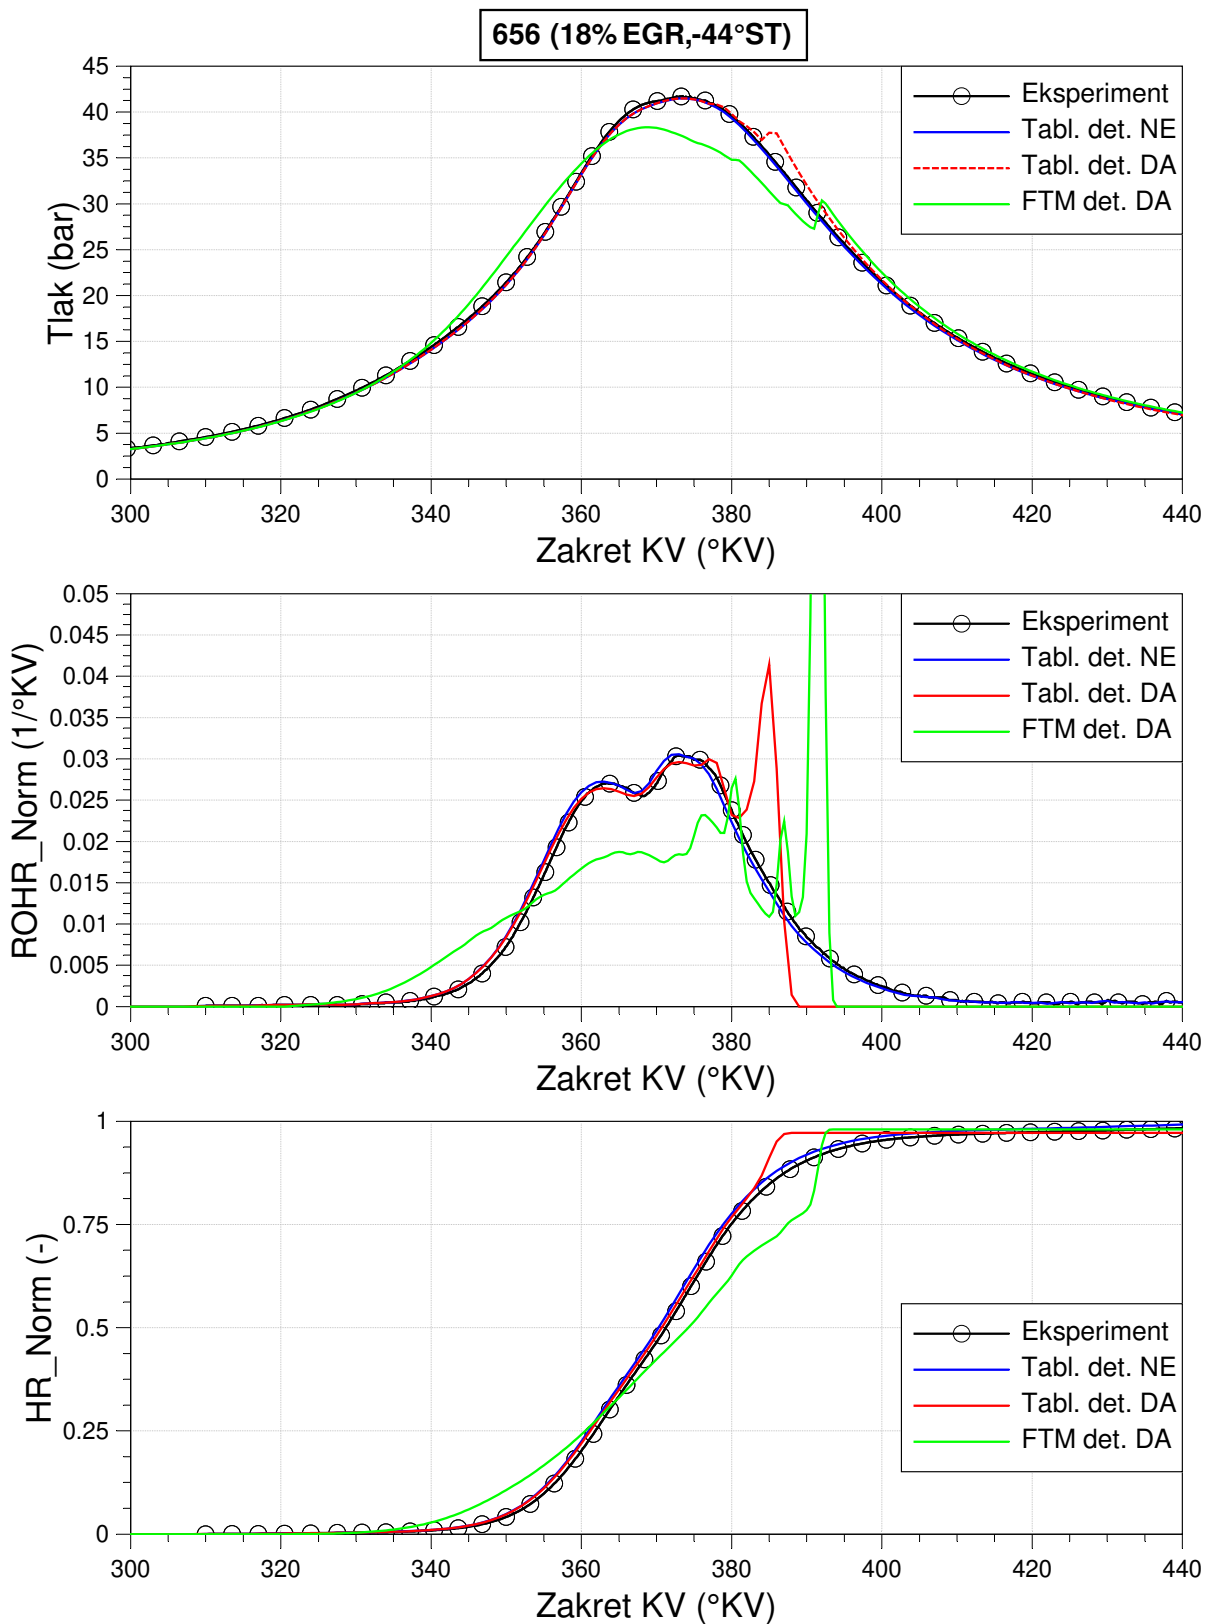 656 (18% EGR,-44°ST)
45
40
35
30
25
20
15
10
5
0
Tlak (bar)
Eksperiment
Tabl. det. NE
Tabl. det. DA
FTM det. DA
300 320 340 360 380 400 420 440
Zakret KV (°KV)
0.05
0.045
0.04
0.035
0.03
0.025
0.02
0.015
0.01
0.005
0
ROHR_Norm (1/°KV)
Eksperiment
Tabl. det. NE
Tabl. det. DA
FTM det. DA
300 320 340 360 380 400 420 440
Zakret KV (°KV)
1
0.75
0.5
0.25
0
HR_Norm (-)
Eksperiment
Tabl. det. NE
Tabl. det. DA
FTM det. DA
300 320 340 360 380 400 420 440
Zakret KV (°KV)